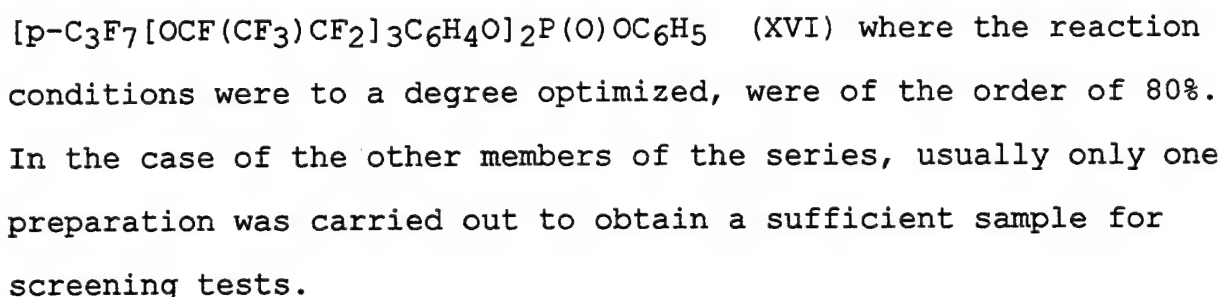 [p-C3F7[OCF(CF3)CF2]3C6H4O]2P(O)OC6H5 (XVI) where the reaction
conditions were to a degree optimized, were of the order of 80%.
In the case of the other members of the series, usually only one
preparation was carried out to obtain a sufficient sample for
screening tests.